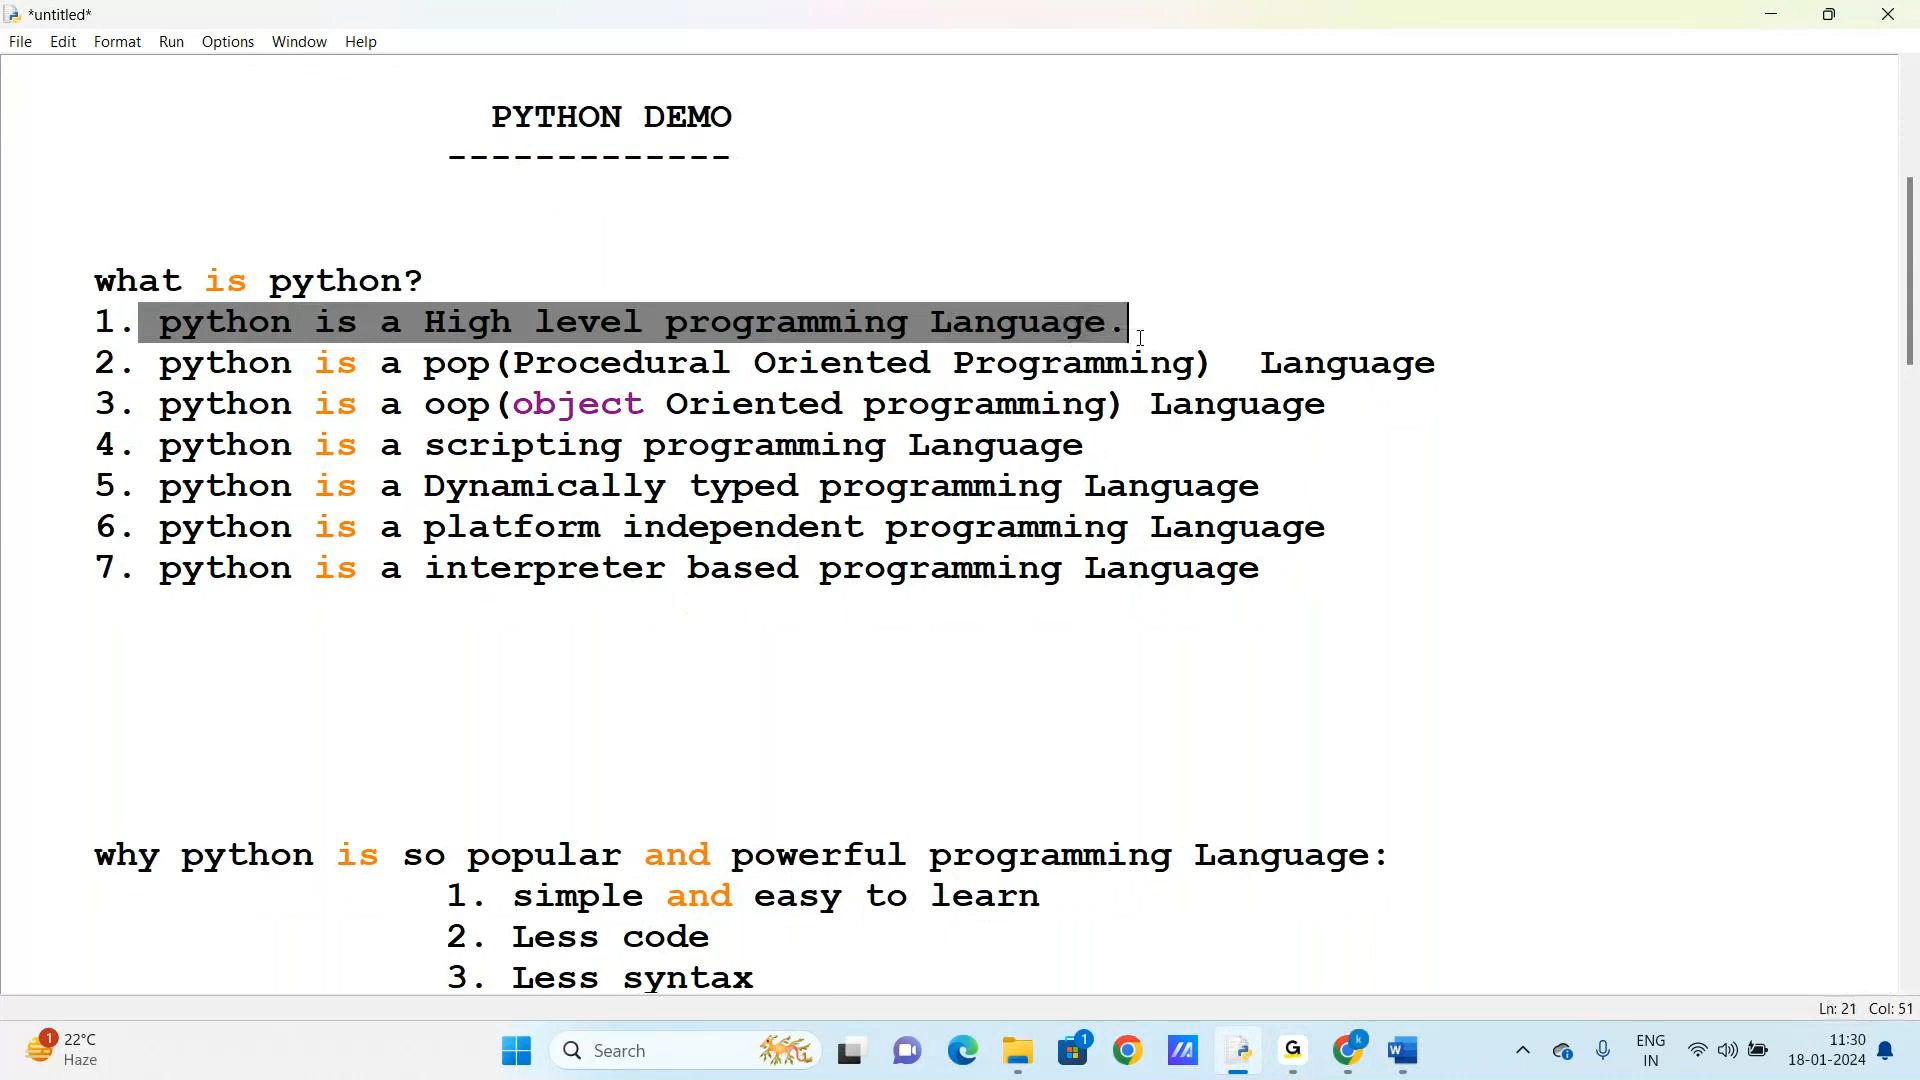 *untitled*
File Edit Format Run Options Window Help
PYTHON DEMO
-------------
what is python?
1. python is a High level programming Language.
2. python is a pop(Procedural Oriented Programming)  Language
3. python is a oop(object Oriented programming) Language
4. python is a scripting programming Language
5. python is a Dynamically typed programming Language
6. python is a platform independent programming Language
7. python is a interpreter based programming Language
why python is so popular and powerful programming Language:
1. simple and easy to learn
2. Less code
3. Less syntax
Ln: 21 Col: 51
1
22°C
Haze
Search
1
G
k
W
ENG
IN
11:30
18-01-2024